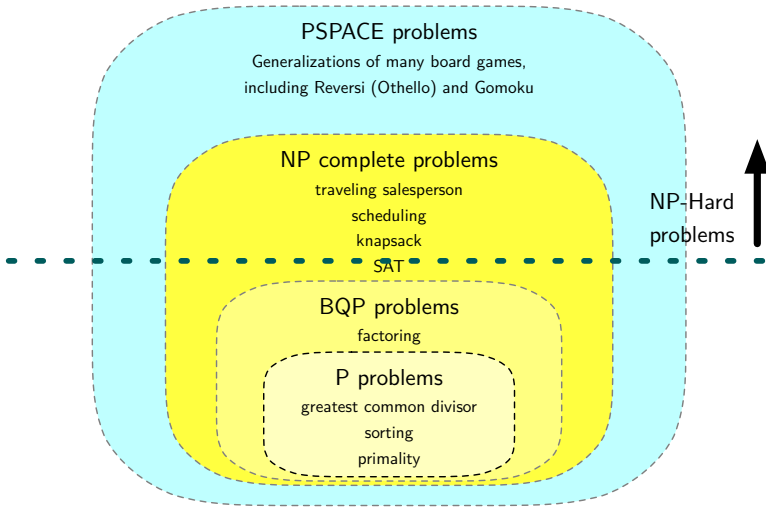 PSPACE problems
Generalizations of many board games,
including Reversi (Othello) and Gomoku
NP complete problems
traveling salesperson
scheduling
knapsack
SAT
NP-Hard
problems
BQP problems
factoring
P problems
greatest common divisor
sorting
primality